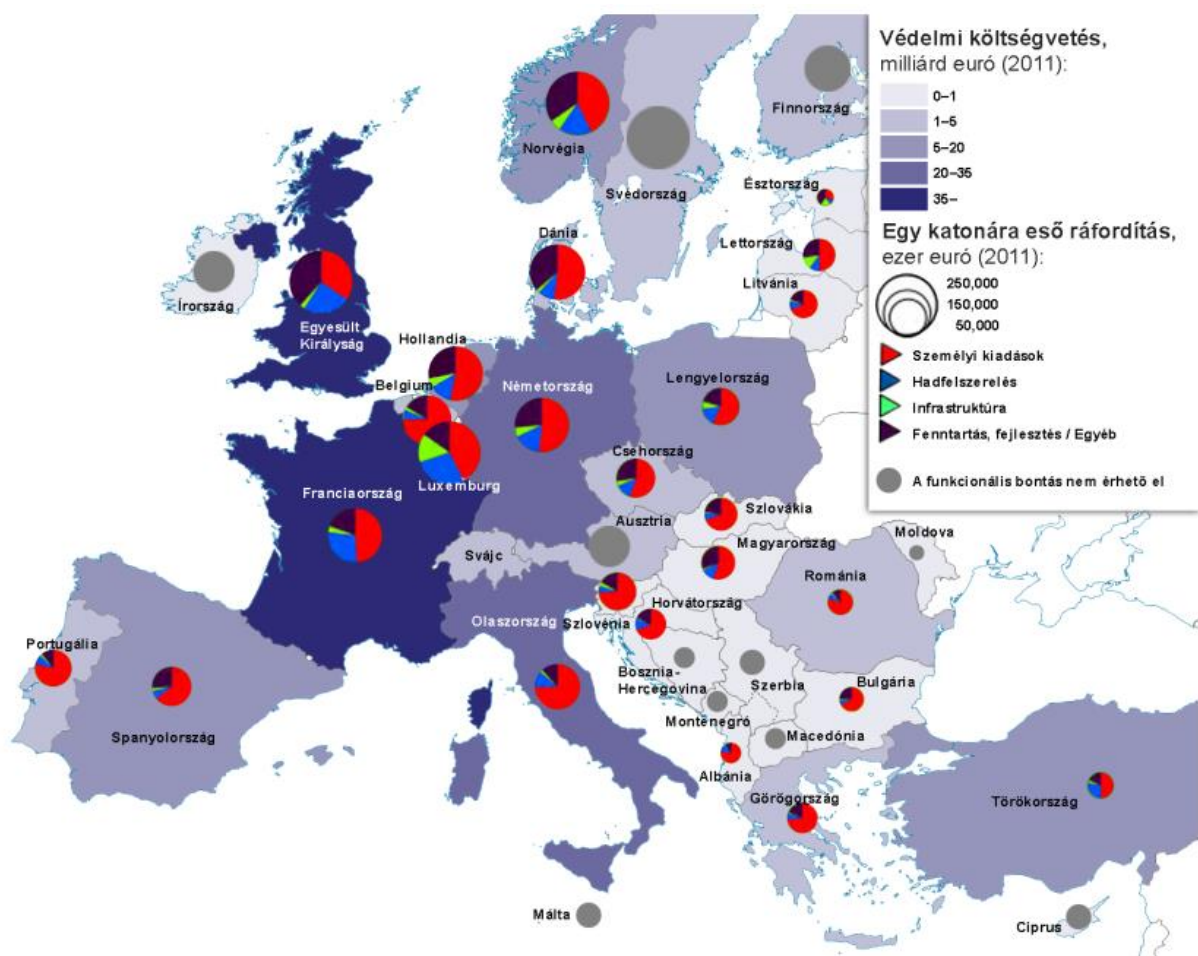 Védelmi költségvetés,
milliárd euró (2011):
0–1
1–5
5–20
20–35
35–
Egy katonára eső ráfordítás,
ezer euró (2011):
250,000
150,000
50,000
Személyi kiadások
Hadfelszerelés
Infrastruktúra
Fenntartás, fejlesztés / Egyéb
A funkcionális bontás nem érhető el
Finnország
Norvégia
Svédország
Észtország
Dánia
Lettország
Litvánia
Írország
Egyesült
Királyság
Hollandia
Belgium
Németország
Lengyelország
Luxemburg
Franciaország
Csehország
Szlovákia
Ausztria
Magyarország
Moldova
Svájc
Románia
Horvátország
Olaszország
Szlovénia
Portugália
Bosznia-
Hercegovina
Szerbia
Bulgária
Spanyolország
Montenegró
Macedónia
Albánia
Görögország
Törökország
Málta
Ciprus